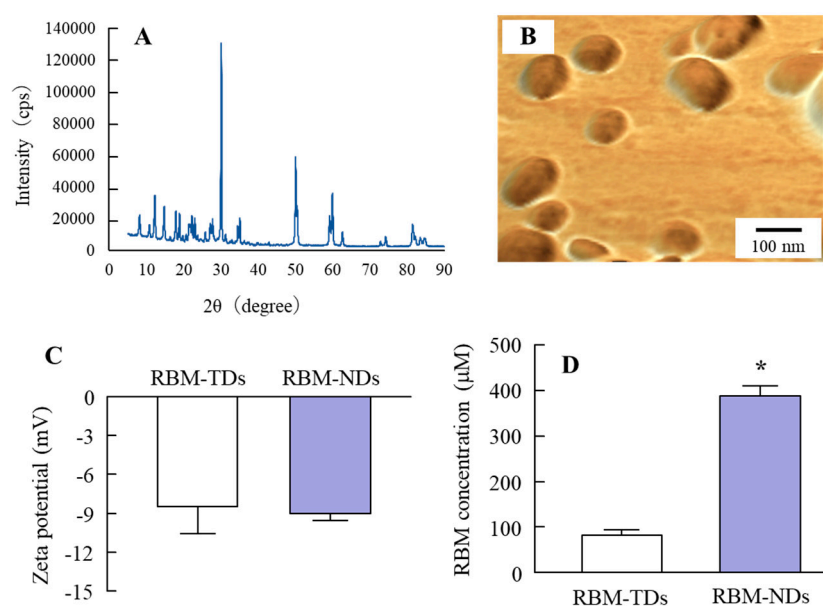 A
Intensity (cps)
140000
120000
100000
80000
60000
40000
20000
0
0 10 20 30 40 50 60 70 80 90
2θ (degree)
B
100 nm
C
RBM-TDs RBM-NDs
Zeta potential (mV)
0
-3
-6
-9
-12
-15
D
RBM concentration (μM)
500
400
300
200
100
0
*
RBM-TDs RBM-NDs